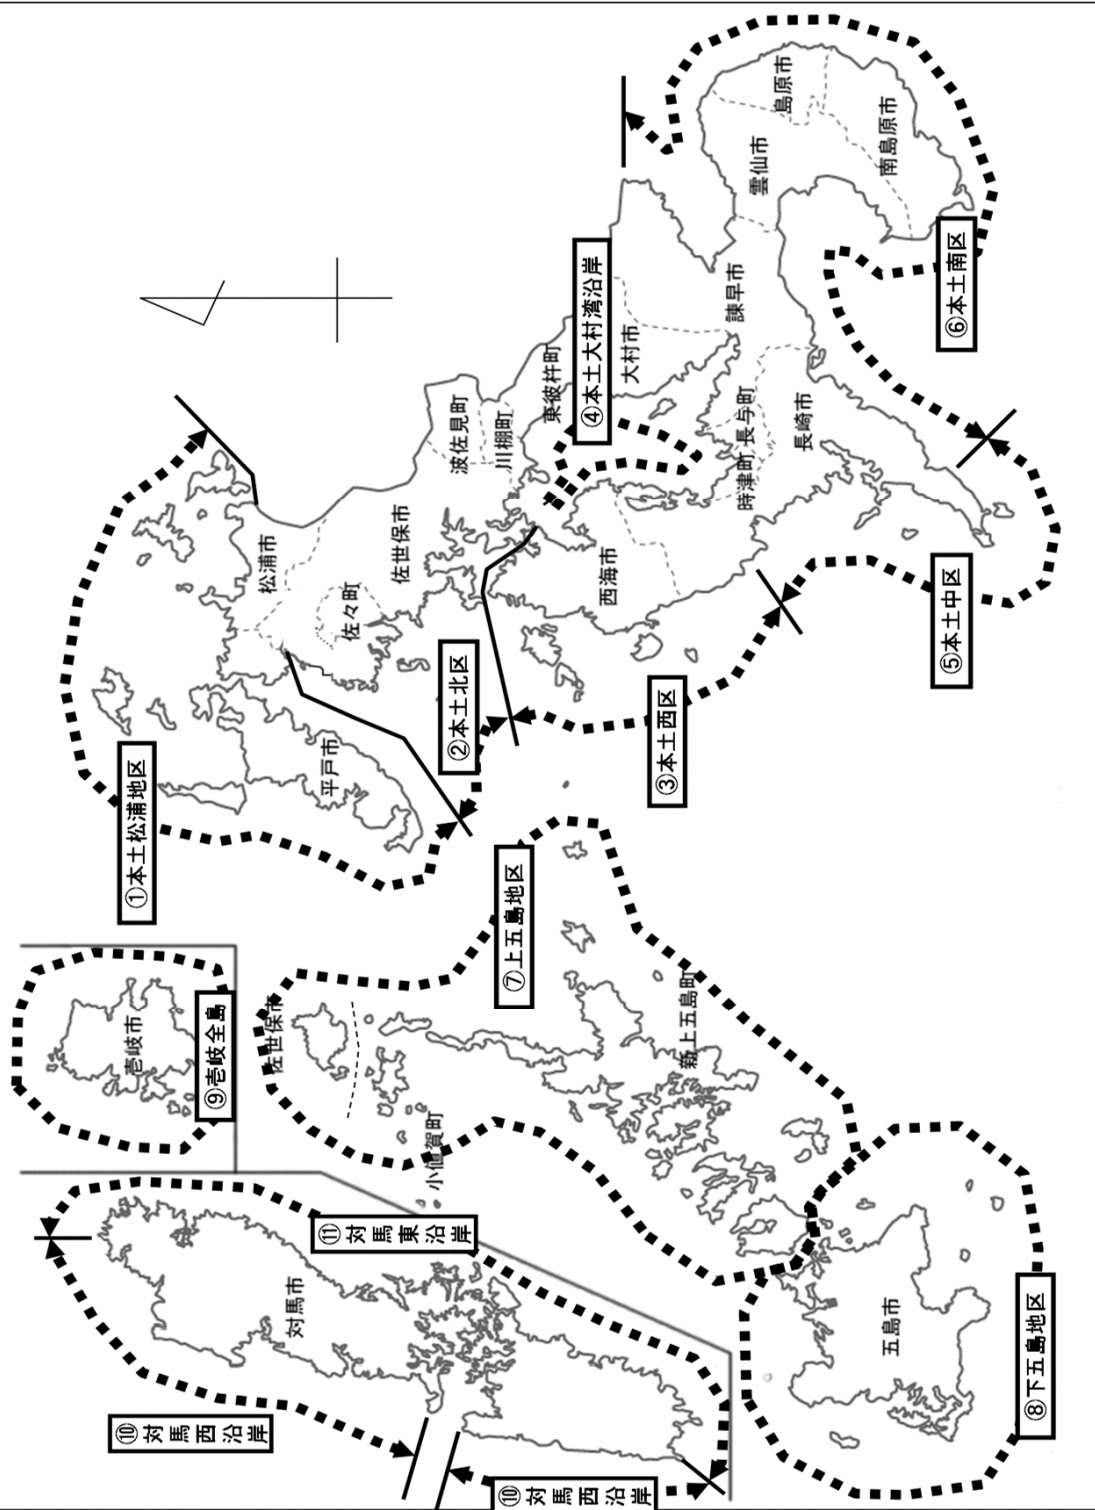 ①本土松浦地区
②本土北区
③本土西区
④本土大村湾沿岸
⑤本土中区
⑥本土南区
⑦上五島地区
⑧下五島地区
⑨壱岐全島
⑩対馬西沿岸
⑩対馬西沿岸
⑪対馬東沿岸
島原市
南島原市
雲仙市
諫早市
大村市
東彼杵町
川棚町
波佐見町
長与町
時津町
長崎市
西海市
佐世保市
佐々町
松浦市
平戸市
壱岐市
佐世保市
小値賀町
新上五島町
対馬市
五島市